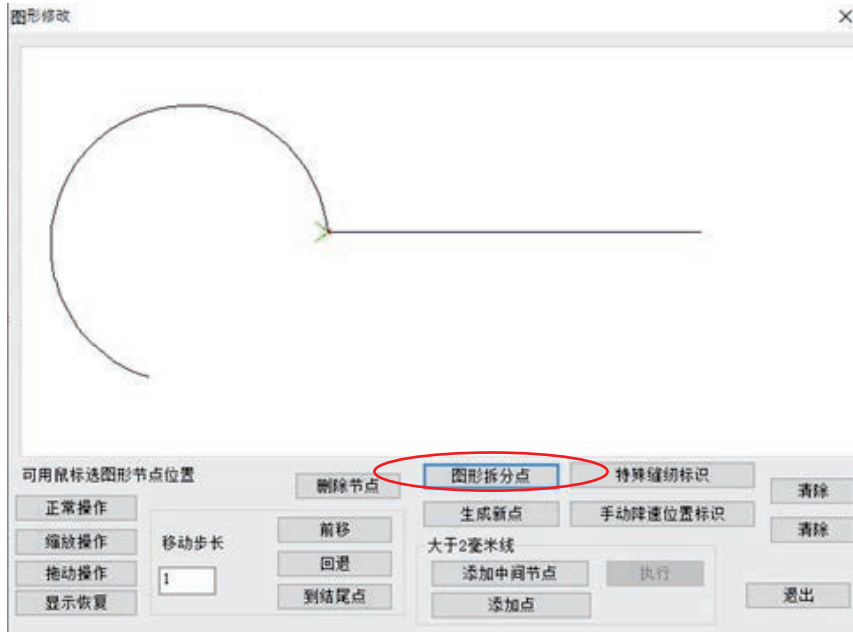 图形修改
可用鼠标选图形节点位置
删除节点
图形拆分点
特殊缝纫标识
清除
正常操作
生成新点
手动降速位置标识
清除
缩放操作
移动步长
前移
大于2毫米线
拖动操作
1
回退
添加中间节点
执行
显示恢复
到结尾点
添加点
退出